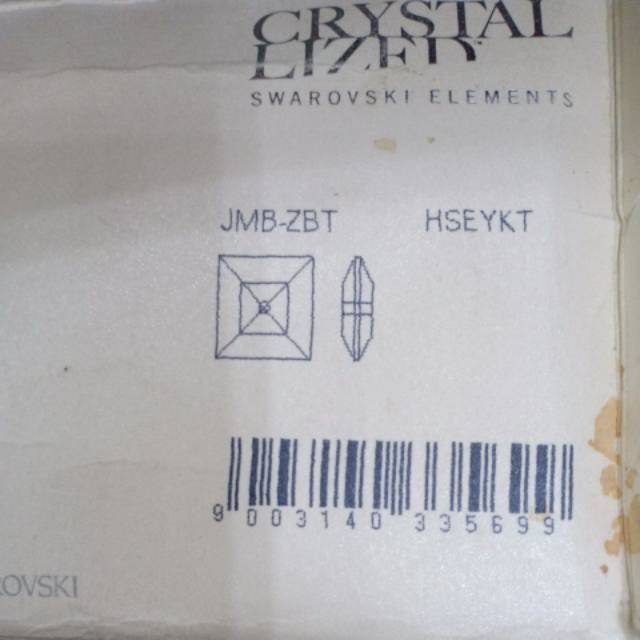 CRYSTAL
LIZED
SWAROVSKI ELEMENTS
JMB-ZBT HSEYKT
9 003140 335699
ROVSKI